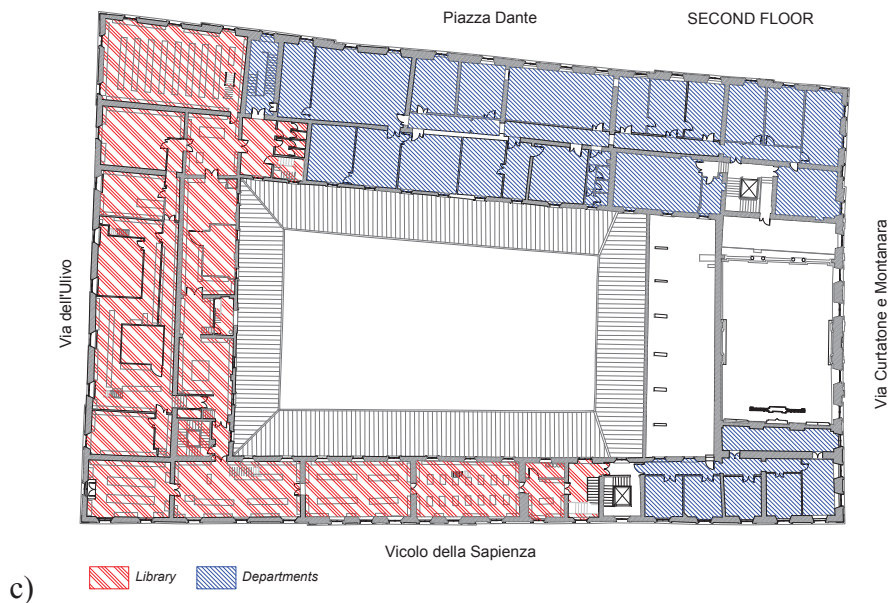 Piazza Dante
SECOND FLOOR
Via dell'Ulivo
Via Curtatone e Montanara
Vicolo della Sapienza
Library
Departments
c)